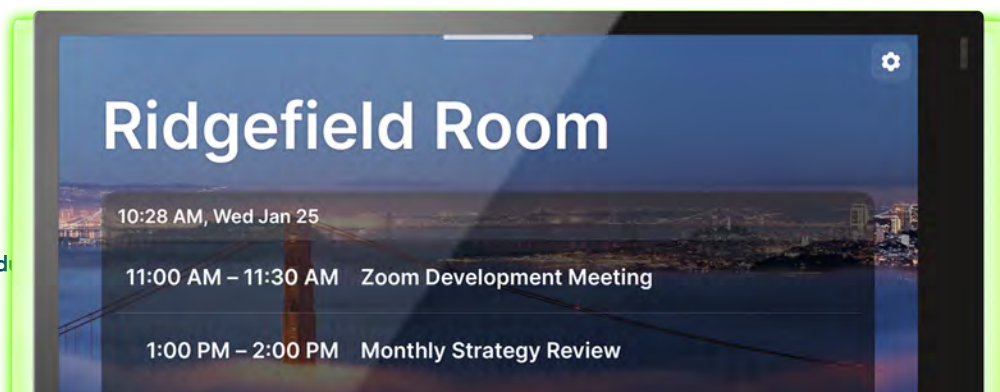 Ridgefield Room
10:28 AM, Wed Jan 25
11:00 AM – 11:30 AM Zoom Development Meeting
1:00 PM – 2:00 PM Monthly Strategy Review